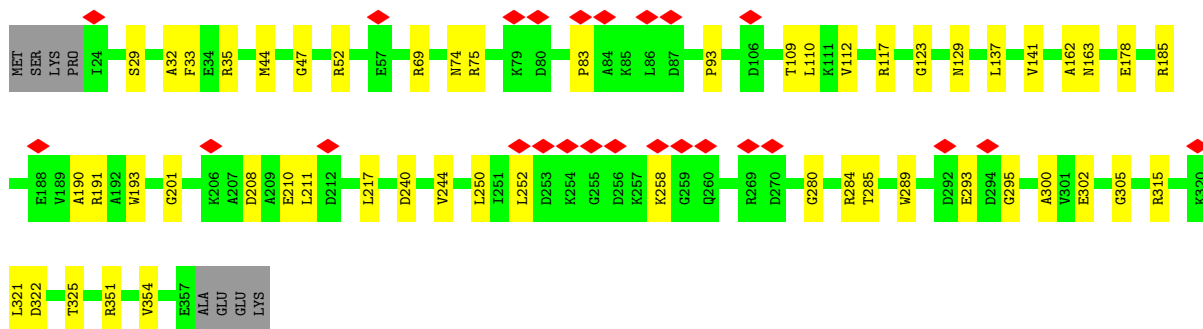 MET SER LYS PRO I24 S29 A32 F33 E34 R35 M44 G47 R52 E57 R69 N74 R75 K79 D80 P83 A84 K85 L86 D87 P93 D106 T109 L110 K111 V112 R117 G123 N129 L137 V141 A162 N163 E178 R185
E188 V189 A190 R191 A192 W193 G201 K206 A207 D208 A209 E210 L211 D212 L217 D240 V244 L250 I251 L252 D253 K254 G255 D256 K257 K258 G259 Q260 R269 D270 G280 R284 T285 W289 D292 E293 D294 G295 A300 V301 E302 G305 R315 K320
L321 D322 T325 R351 V354 E357 ALA GLU GLU LYS